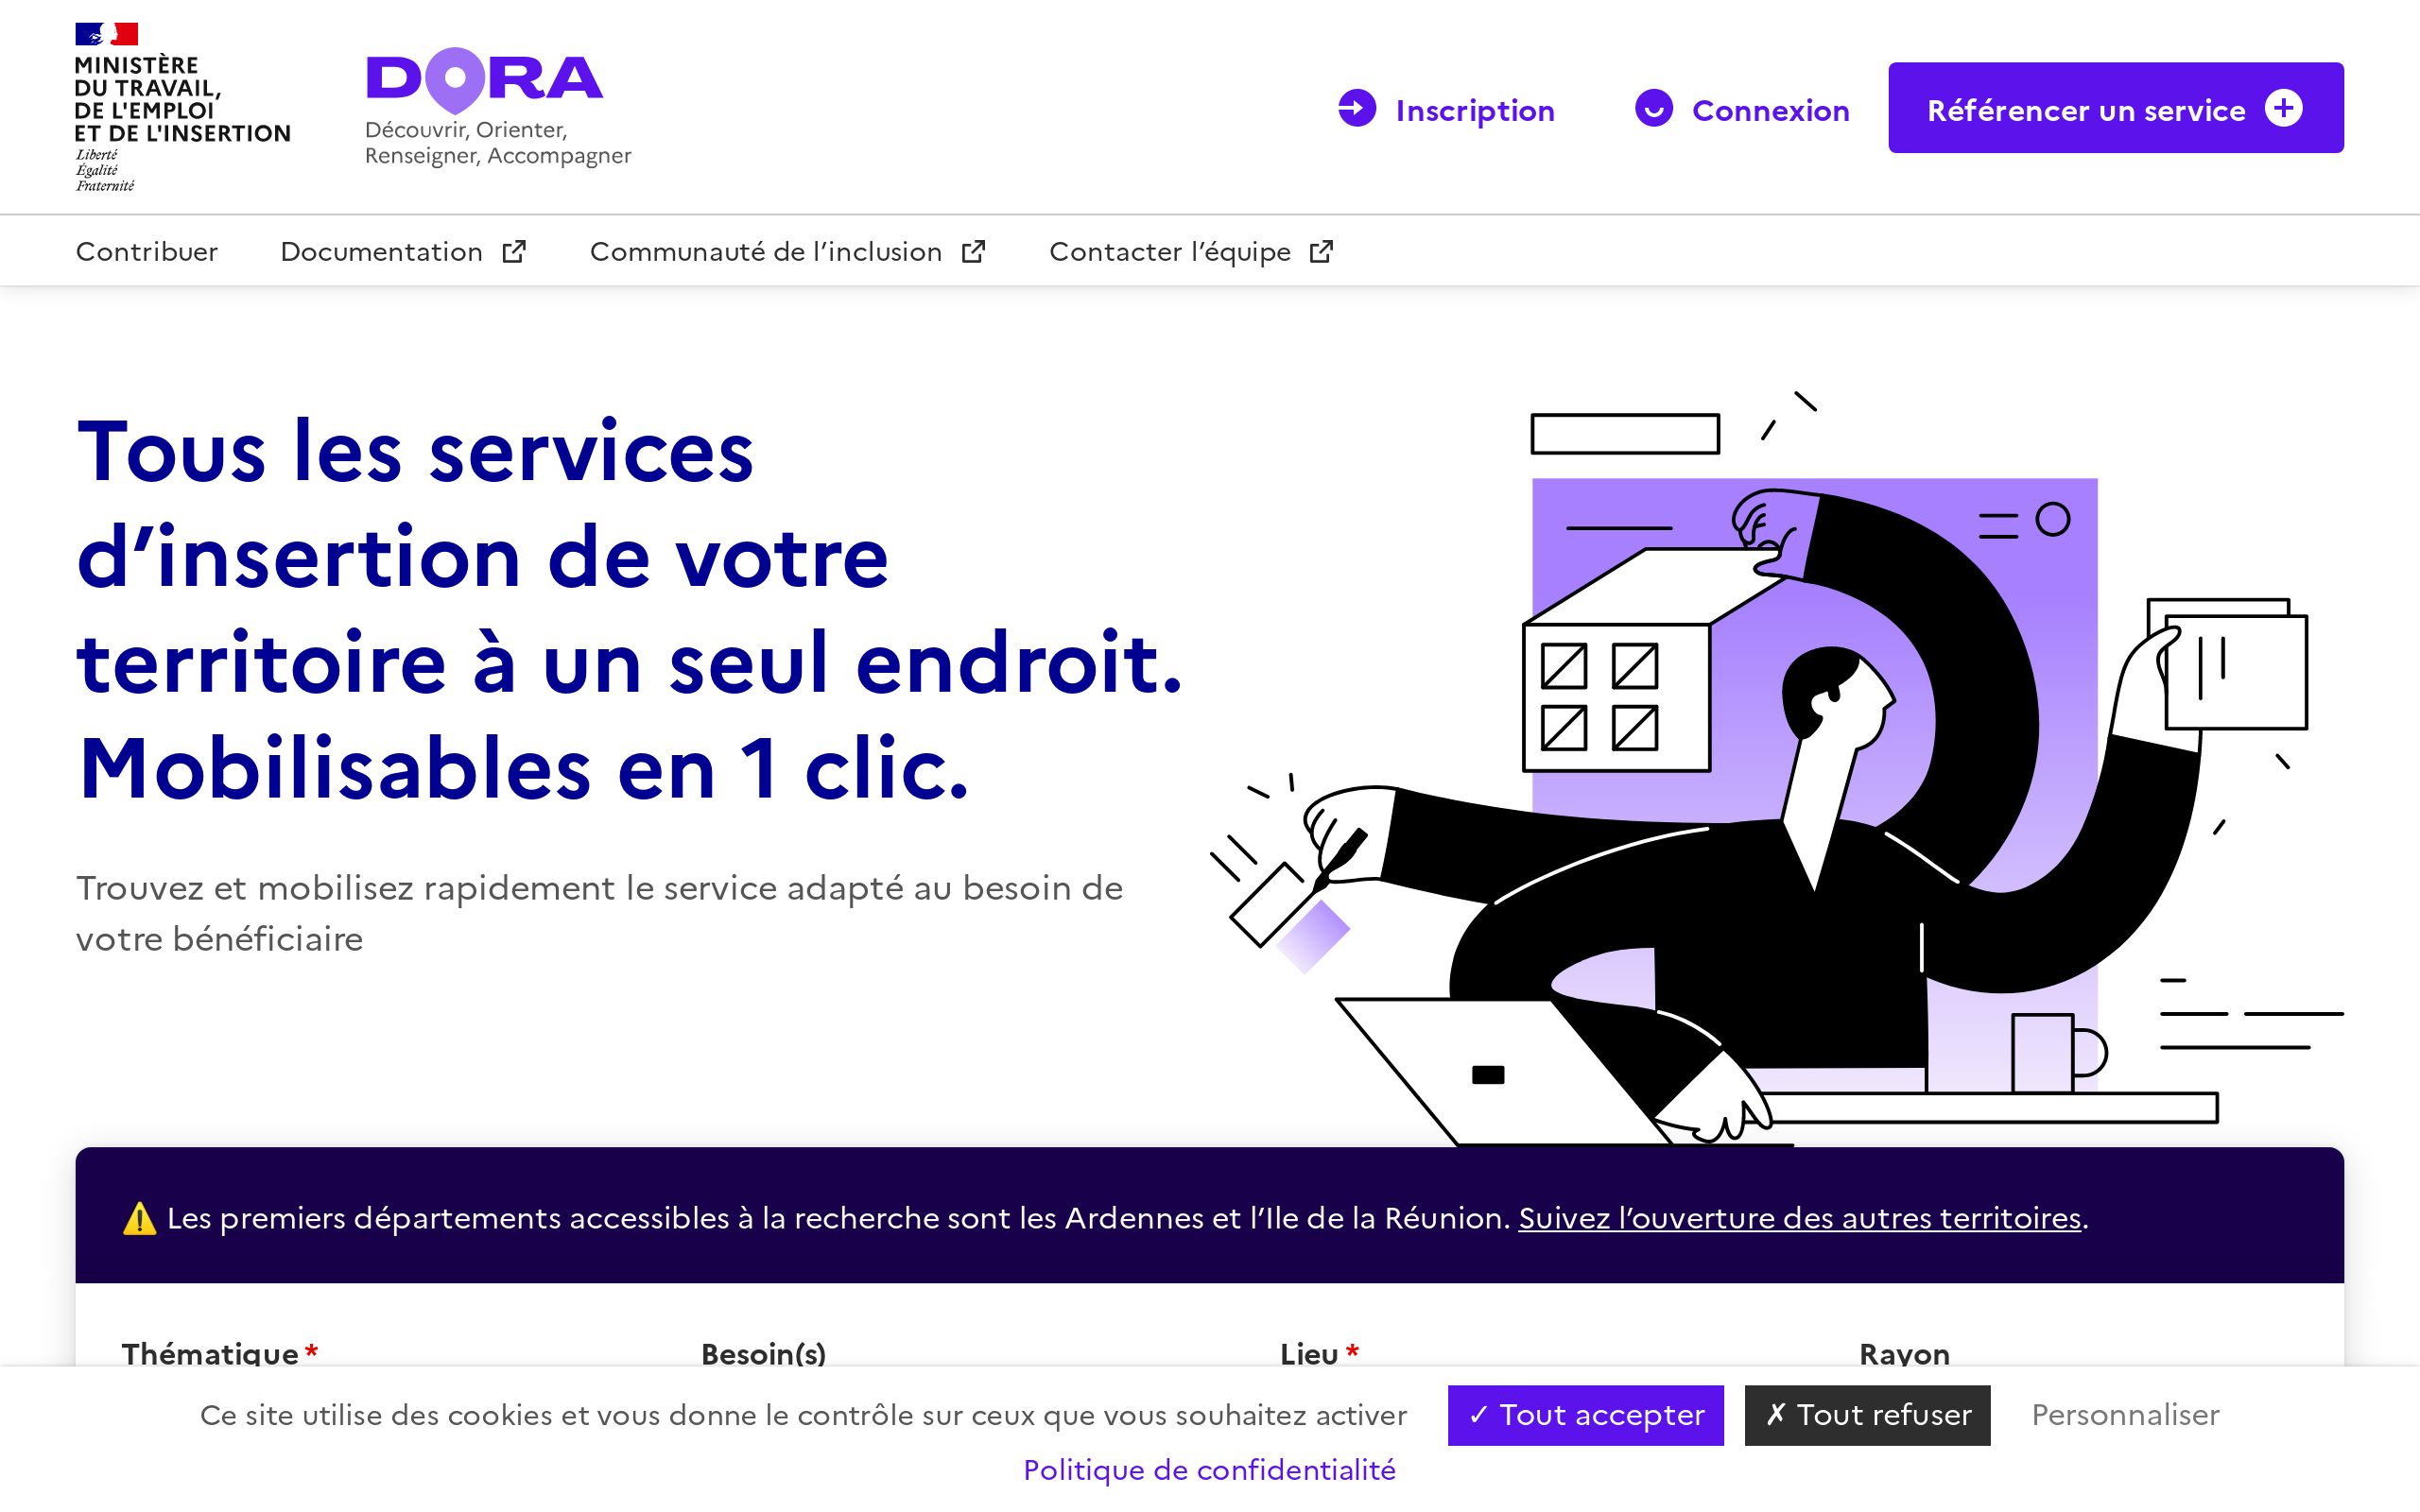 MINISTÈRE
DU TRAVAIL,
DE L'EMPLOI
ET DE L'INSERTION
Liberté
Égalité
Fraternité
DORA
Découvrir, Orienter,
Renseigner, Accompagner
Inscription
Connexion
Référencer un service
Contribuer
Documentation
Communauté de l’inclusion
Contacter l’équipe
Tous les services
d’insertion de votre
territoire à un seul endroit.
Mobilisables en 1 clic.
Trouvez et mobilisez rapidement le service adapté au besoin de
votre bénéficiaire
⚠️ Les premiers départements accessibles à la recherche sont les Ardennes et l’Ile de la Réunion. Suivez l’ouverture des autres territoires.
Thématique *
Besoin(s)
Lieu *
Rayon
Ce site utilise des cookies et vous donne le contrôle sur ceux que vous souhaitez activer
✓ Tout accepter
✗ Tout refuser
Personnaliser
Politique de confidentialité